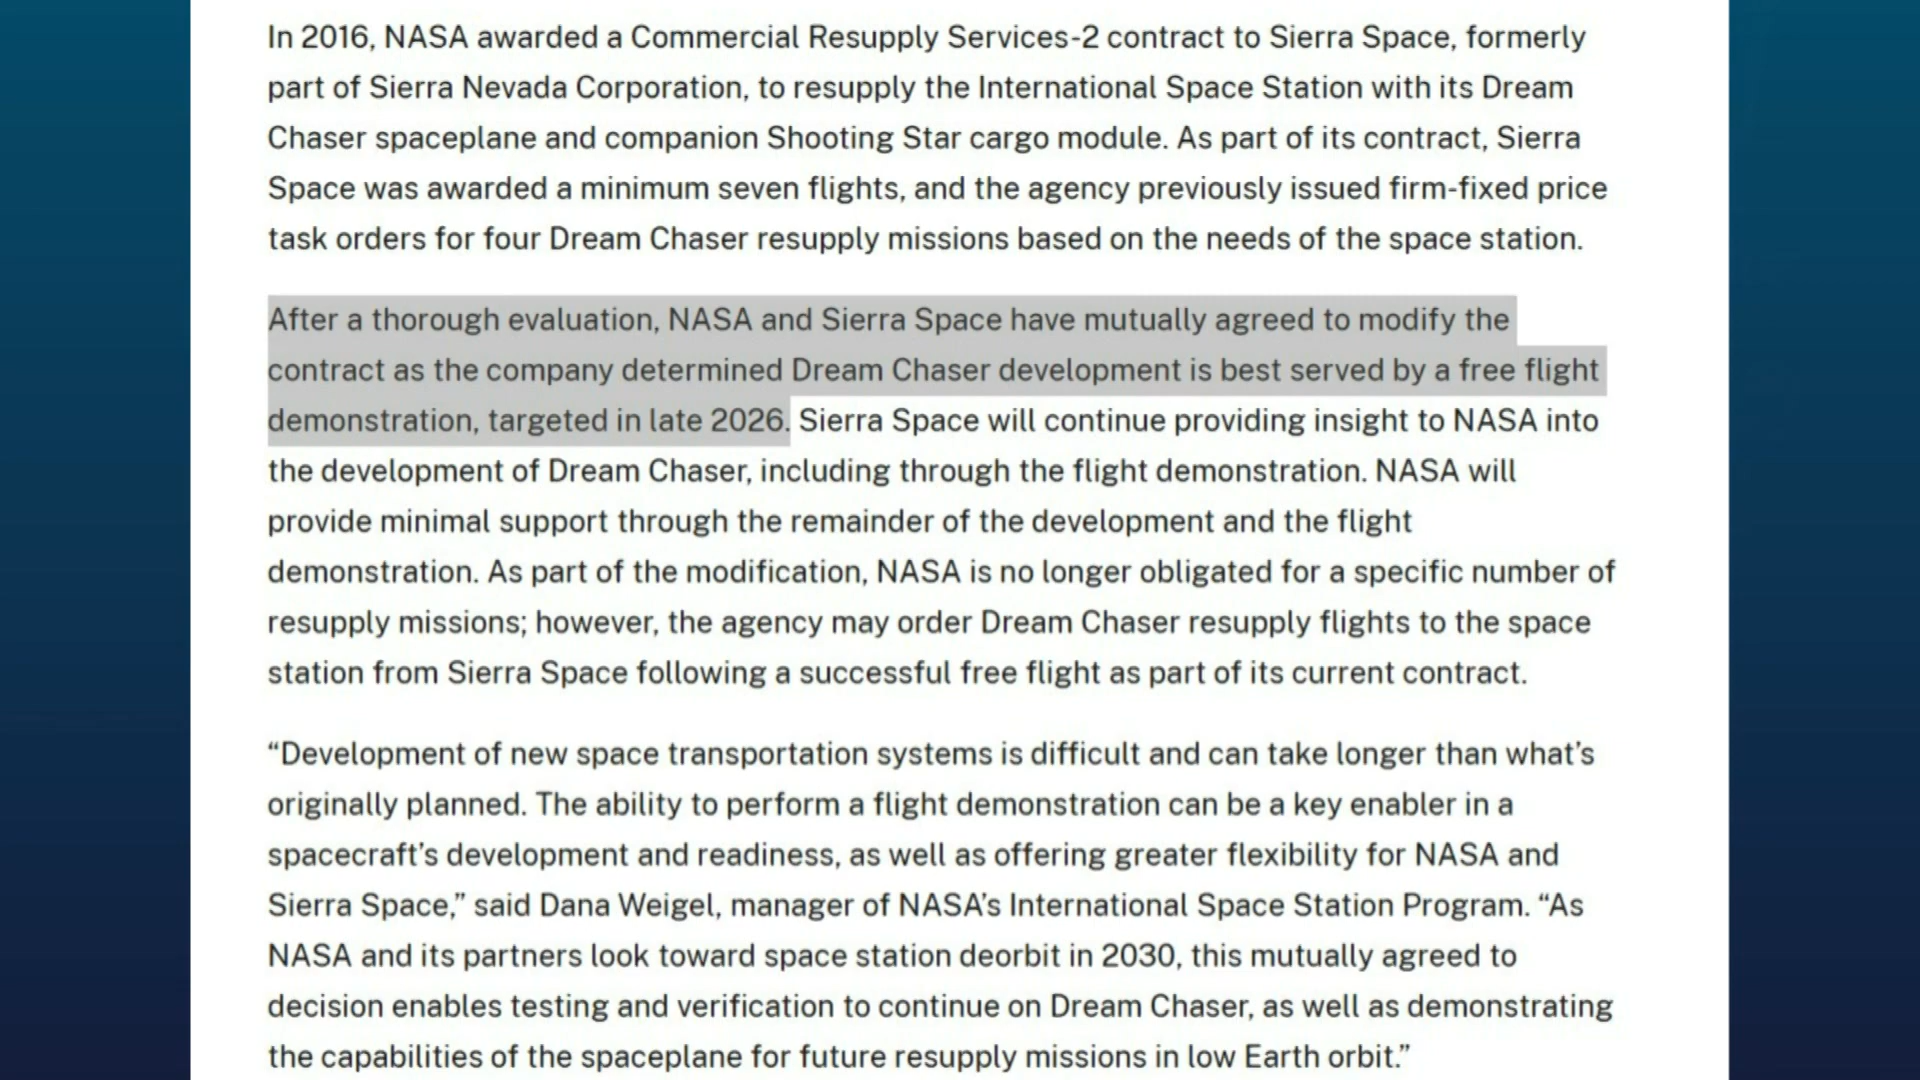 In 2016, NASA awarded a Commercial Resupply Services-2 contract to Sierra Space, formerly
part of Sierra Nevada Corporation, to resupply the International Space Station with its Dream
Chaser spaceplane and companion Shooting Star cargo module. As part of its contract, Sierra
Space was awarded a minimum seven flights, and the agency previously issued firm-fixed price
task orders for four Dream Chaser resupply missions based on the needs of the space station.
After a thorough evaluation, NASA and Sierra Space have mutually agreed to modify the
contract as the company determined Dream Chaser development is best served by a free flight
demonstration, targeted in late 2026. Sierra Space will continue providing insight to NASA into
the development of Dream Chaser, including through the flight demonstration. NASA will
provide minimal support through the remainder of the development and the flight
demonstration. As part of the modification, NASA is no longer obligated for a specific number of
resupply missions; however, the agency may order Dream Chaser resupply flights to the space
station from Sierra Space following a successful free flight as part of its current contract.
“Development of new space transportation systems is difficult and can take longer than what’s
originally planned. The ability to perform a flight demonstration can be a key enabler in a
spacecraft’s development and readiness, as well as offering greater flexibility for NASA and
Sierra Space,” said Dana Weigel, manager of NASA’s International Space Station Program. “As
NASA and its partners look toward space station deorbit in 2030, this mutually agreed to
decision enables testing and verification to continue on Dream Chaser, as well as demonstrating
the capabilities of the spaceplane for future resupply missions in low Earth orbit.”